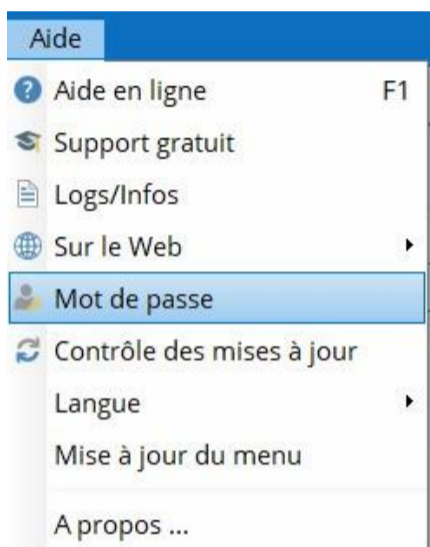 Aide
Aide en ligne F1
Support gratuit
Logs/Infos
Sur le Web
Mot de passe
Contrôle des mises à jour
Langue
Mise à jour du menu
A propos ...